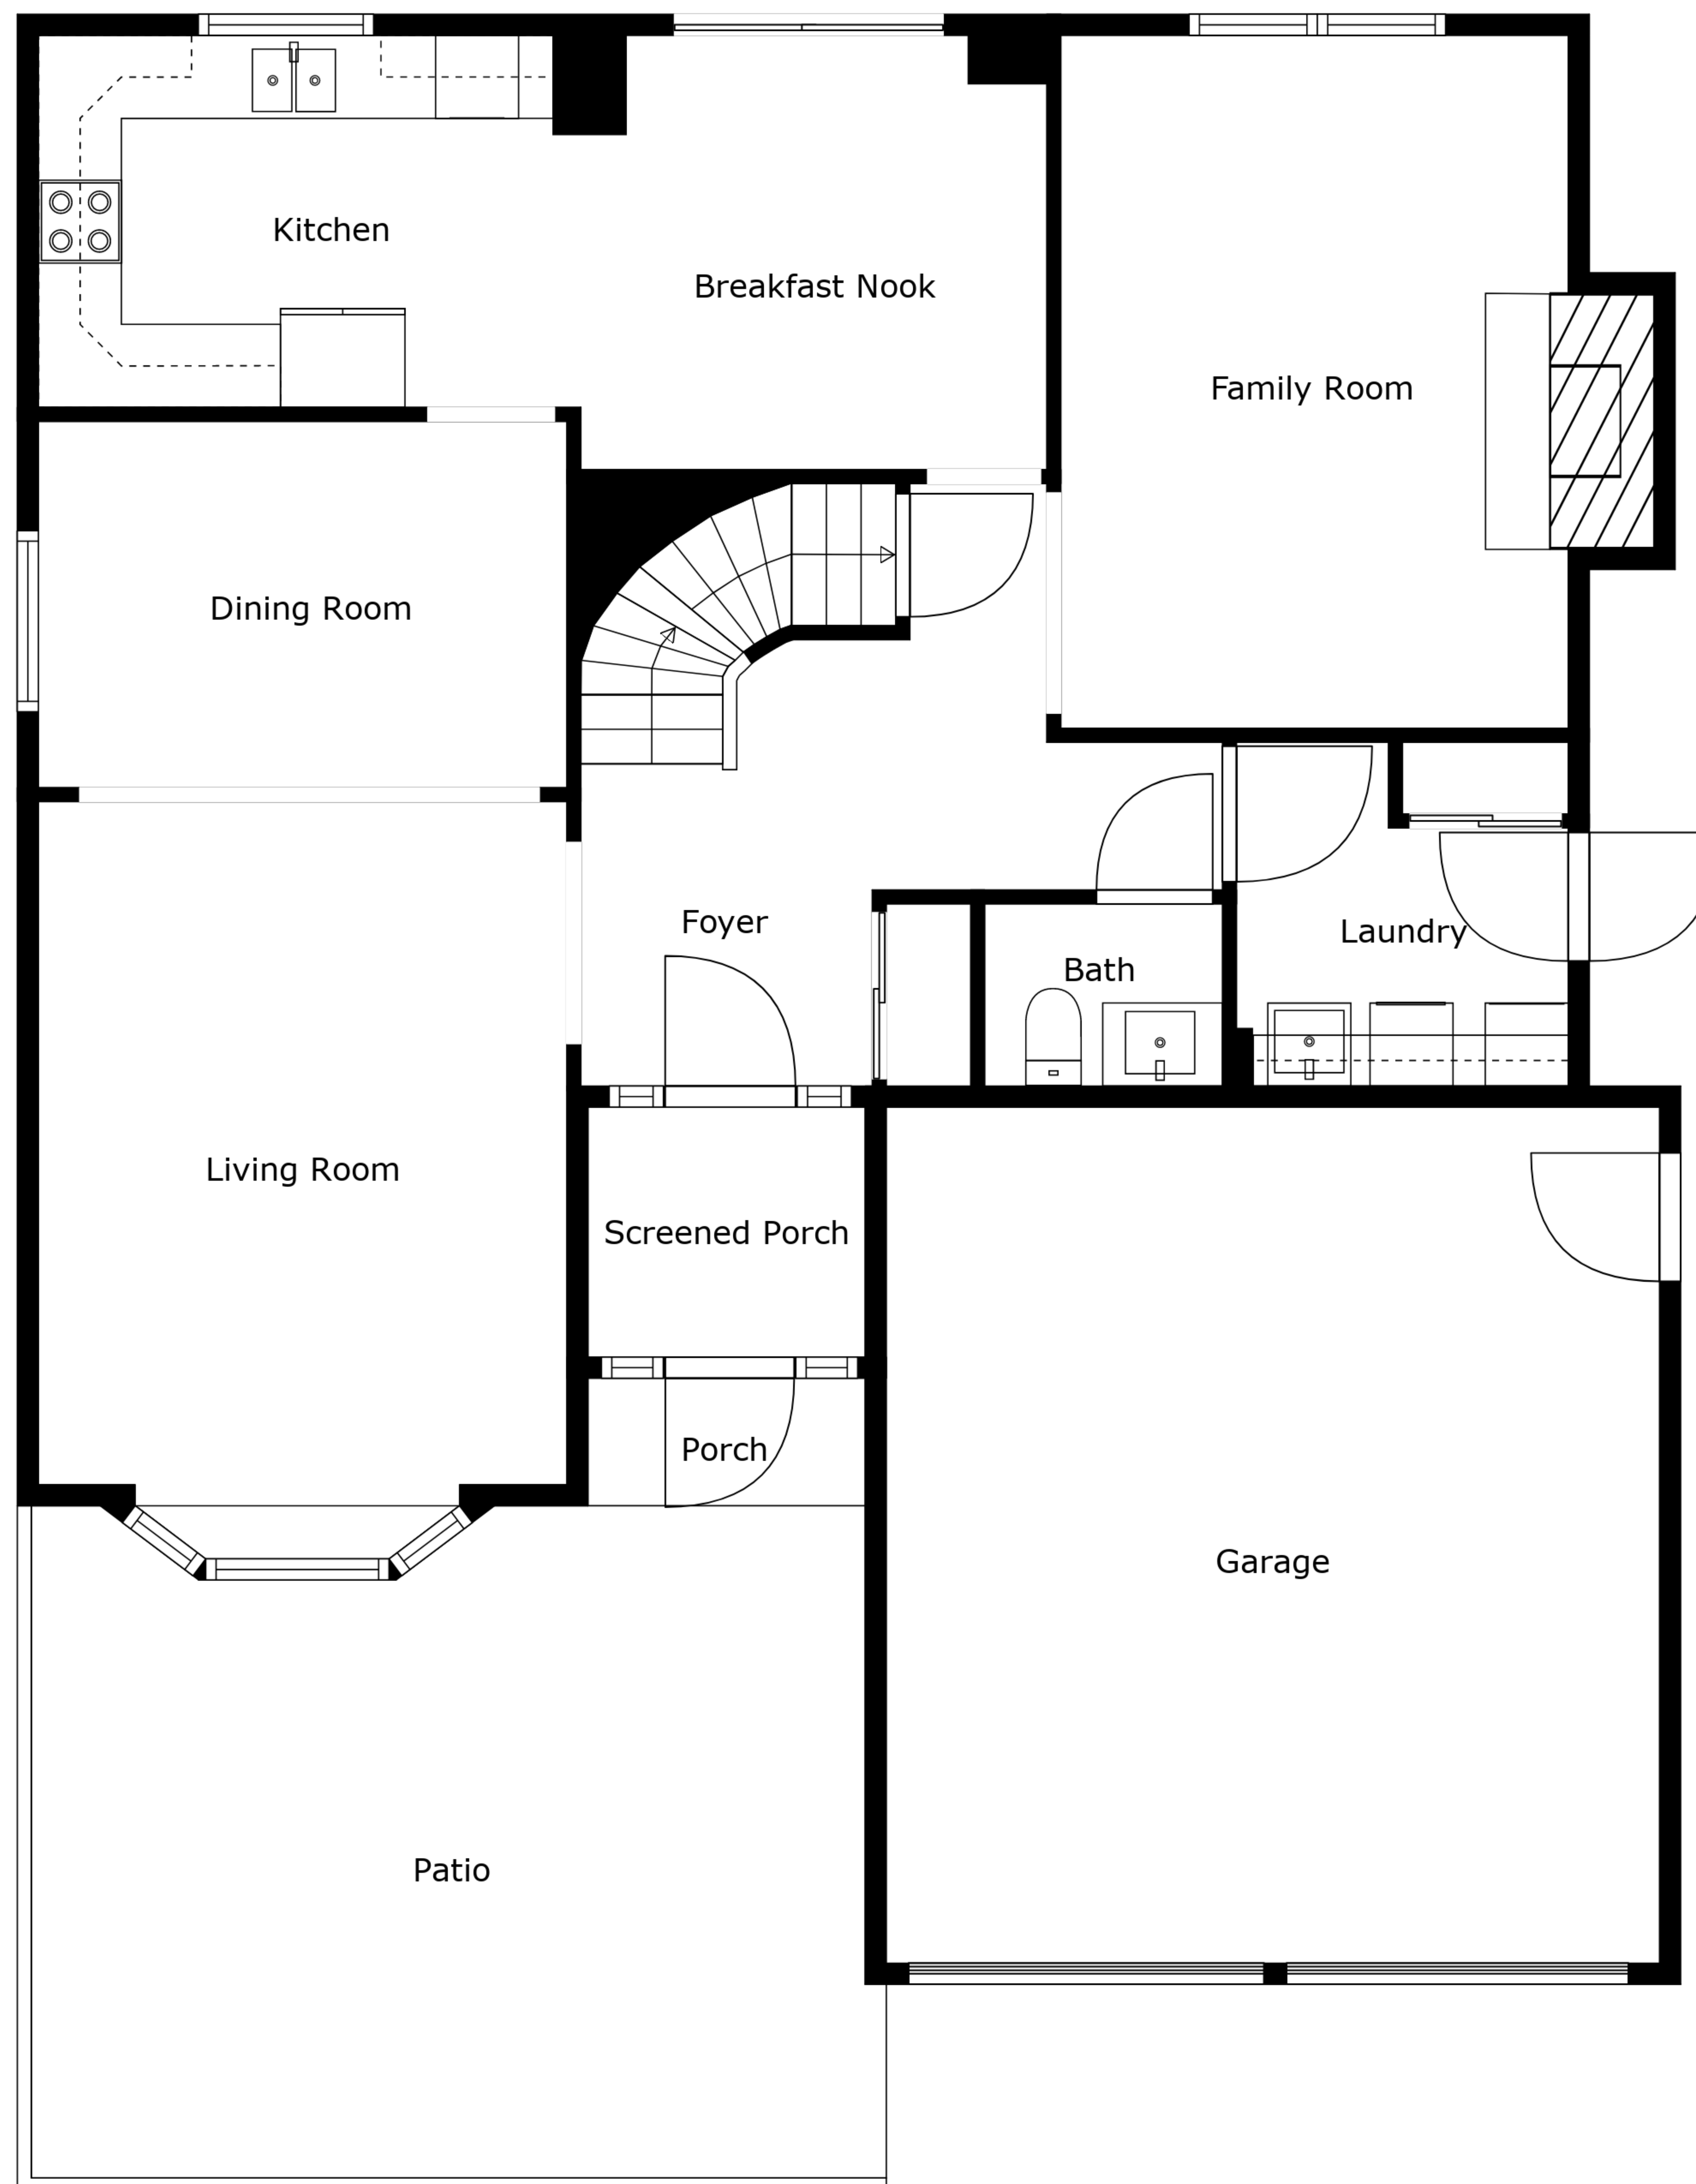 Kitchen
Breakfast Nook
Family Room
Dining Room
Foyer
Laundry
Bath
Living Room
Screened Porch
Porch
Garage
Patio